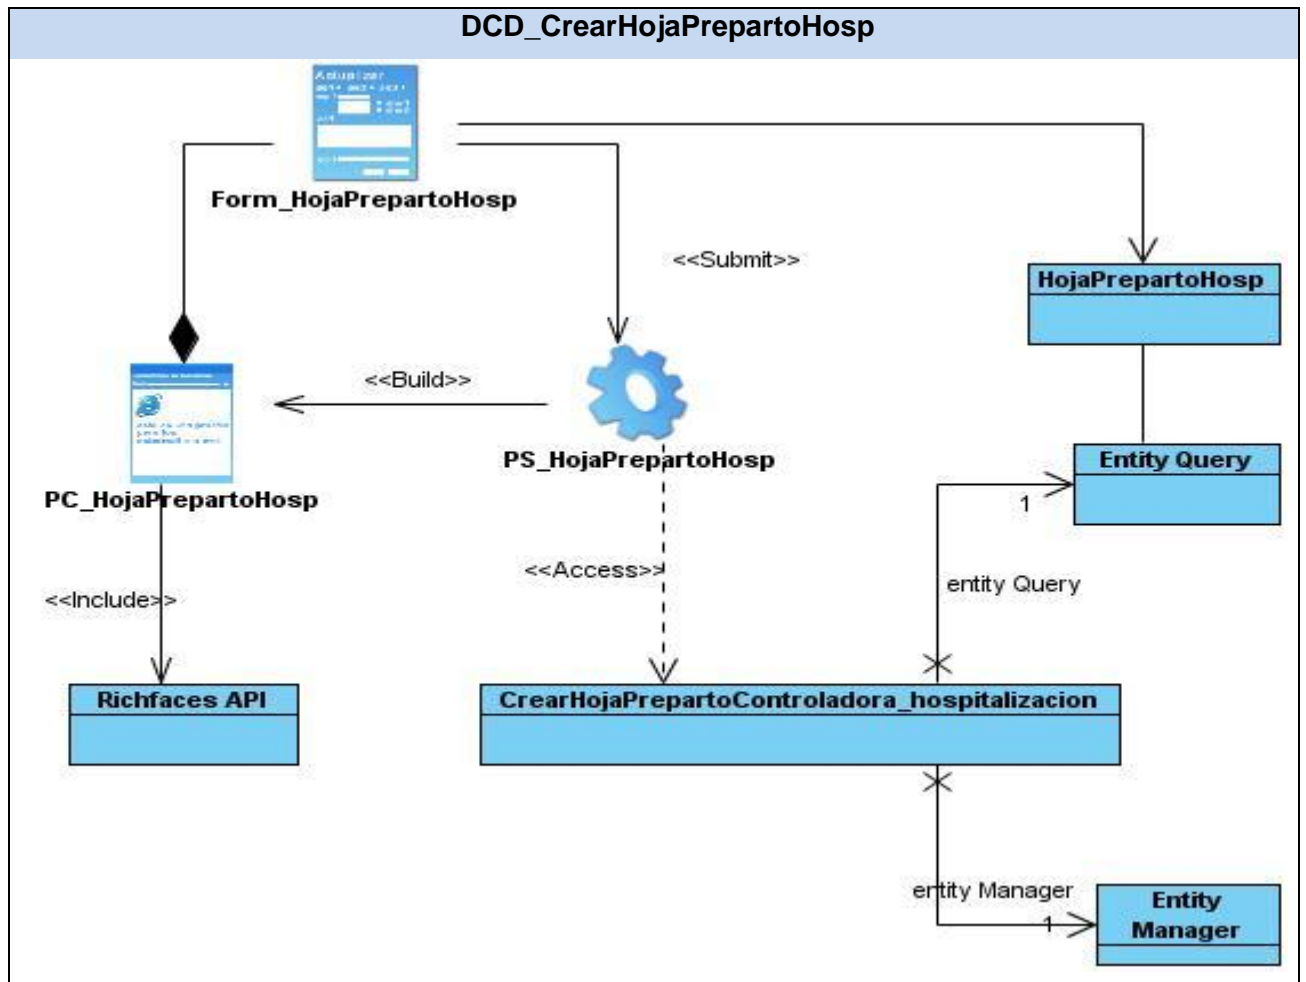 DCD_CrearHojaPrepartoHosp
Form_HojaPrepartoHosp
<<Submit>>
HojaPrepartoHosp
<<Build>>
PS_HojaPrepartoHosp
Entity Query
PC_HojaPrepartoHosp
1
<<Access>>
entity Query
<<Include>>
Richfaces API
CrearHojaPrepartoControladora_hospitalizacion
entity Manager
1
Entity
Manager